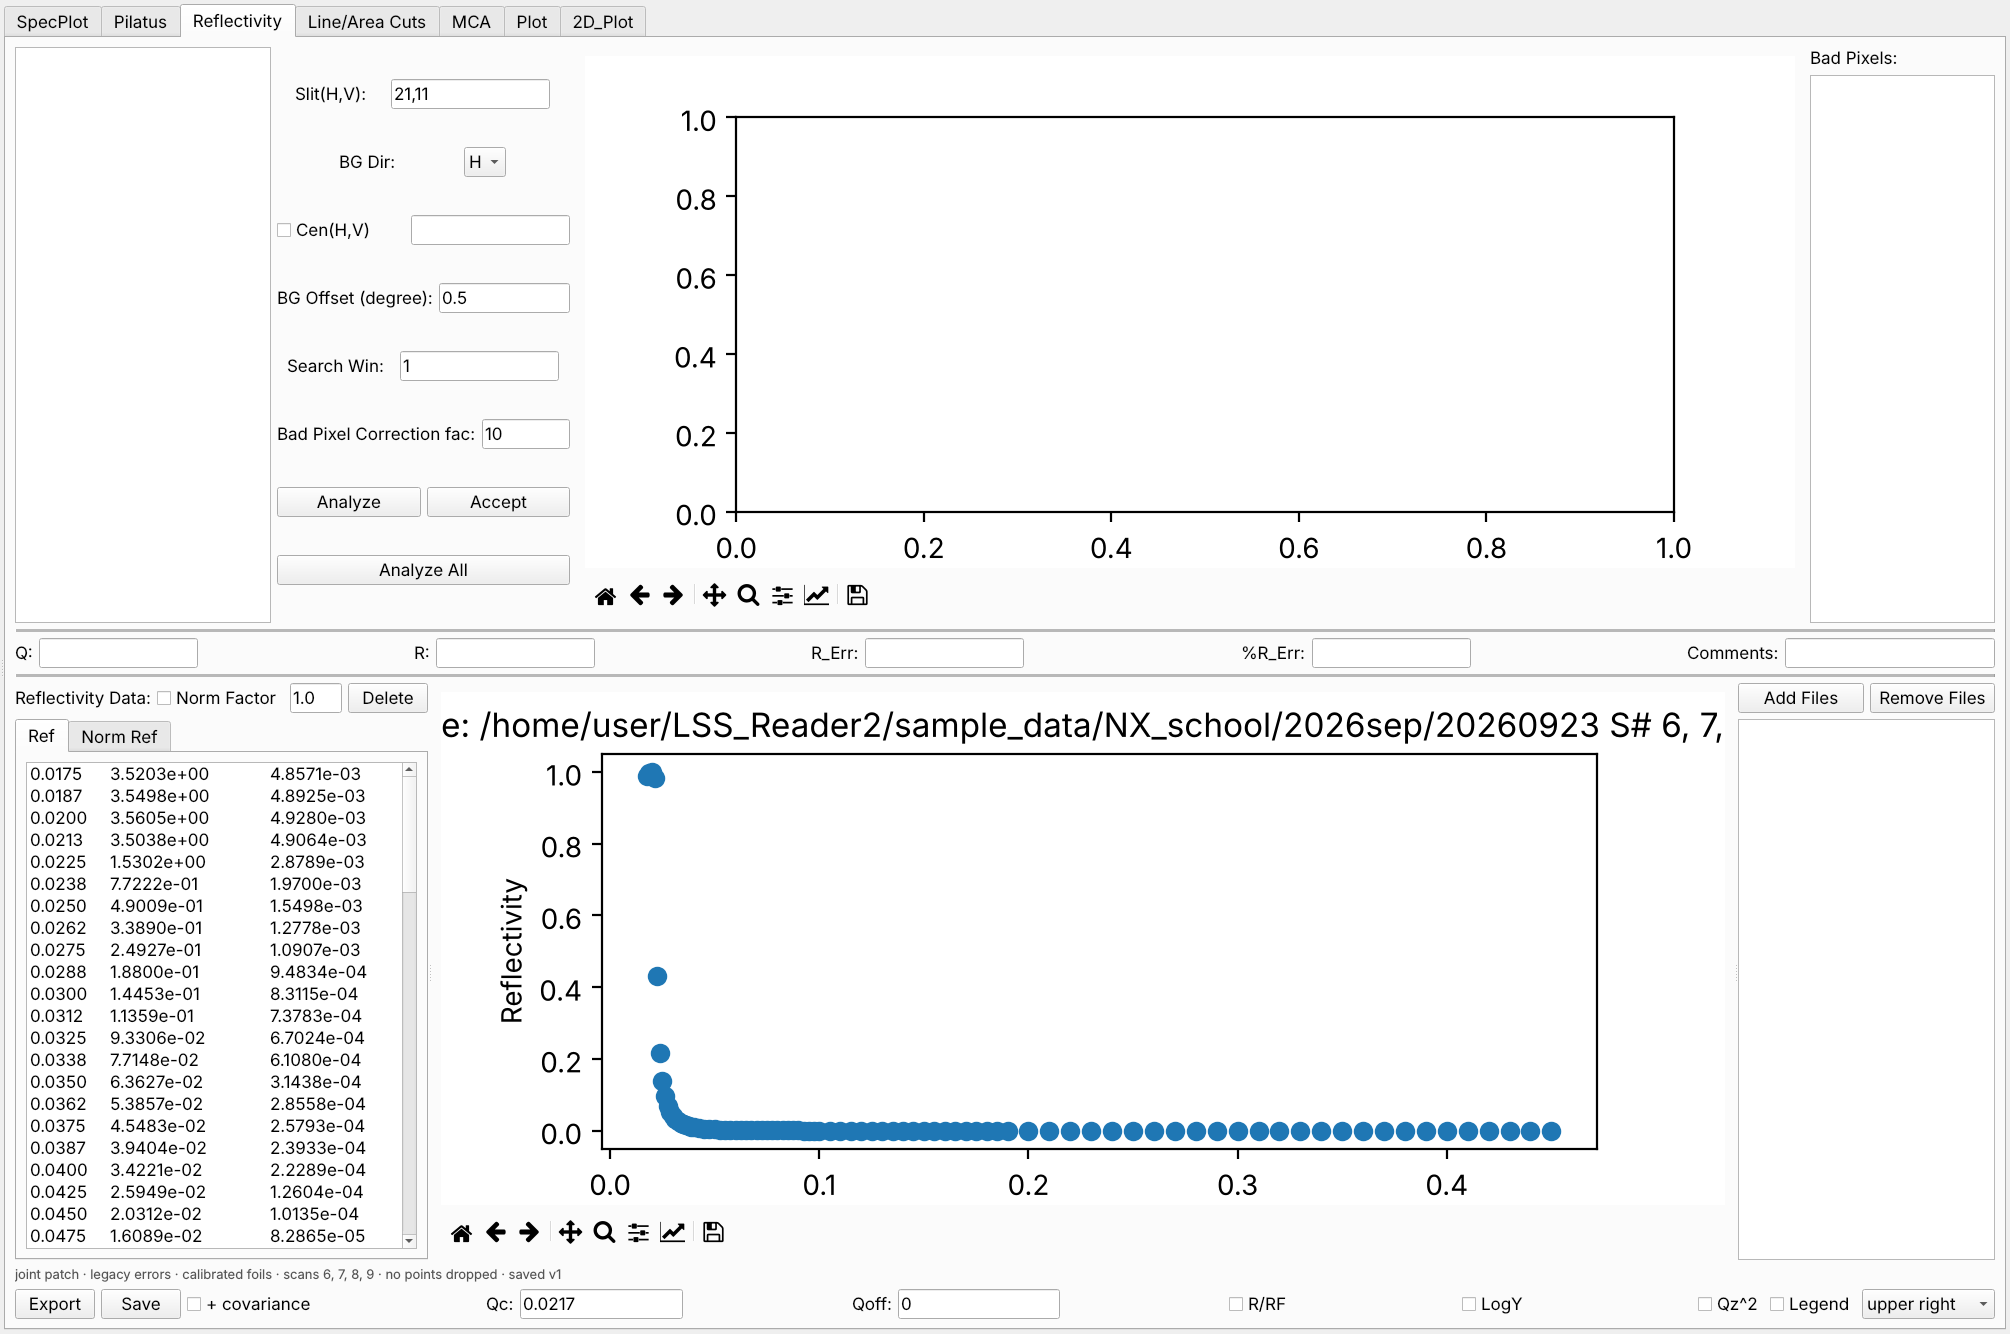 SpecPlot Pilatus Reflectivity Line/Area Cuts MCA Plot 2D_Plot
Slit(H,V): 21,11
BG Dir: H
Cen(H,V)
BG Offset (degree): 0.5
Search Win: 1
Bad Pixel Correction fac: 10
Analyze Accept
Analyze All
1.0
0.8
0.6
0.4
0.2
0.0
0.0 0.2 0.4 0.6 0.8 1.0
Bad Pixels:
Q: R: R_Err: %R_Err: Comments:
Reflectivity Data: Norm Factor 1.0 Delete
Ref Norm Ref
0.0175 3.5203e+00 4.8571e-03
0.0187 3.5498e+00 4.8925e-03
0.0200 3.5605e+00 4.9280e-03
0.0213 3.5038e+00 4.9064e-03
0.0225 1.5302e+00 2.8789e-03
0.0238 7.7222e-01 1.9700e-03
0.0250 4.9009e-01 1.5498e-03
0.0262 3.3890e-01 1.2778e-03
0.0275 2.4927e-01 1.0907e-03
0.0288 1.8800e-01 9.4834e-04
0.0300 1.4453e-01 8.3115e-04
0.0312 1.1359e-01 7.3783e-04
0.0325 9.3306e-02 6.7024e-04
0.0338 7.7148e-02 6.1080e-04
0.0350 6.3627e-02 3.1438e-04
0.0362 5.3857e-02 2.8558e-04
0.0375 4.5483e-02 2.5793e-04
0.0387 3.9404e-02 2.3933e-04
0.0400 3.4221e-02 2.2289e-04
0.0425 2.5949e-02 1.2604e-04
0.0450 2.0312e-02 1.0135e-04
0.0475 1.6089e-02 8.2865e-05
e: /home/user/LSS_Reader2/sample_data/NX_school/2026sep/20260923 S# 6, 7,
Reflectivity
1.0
0.8
0.6
0.4
0.2
0.0
0.0 0.1 0.2 0.3 0.4
Add Files Remove Files
joint patch · legacy errors · calibrated foils · scans 6, 7, 8, 9 · no points dropped · saved v1
Export Save + covariance Qc: 0.0217 Qoff: 0 R/RF LogY Qz^2 Legend upper right